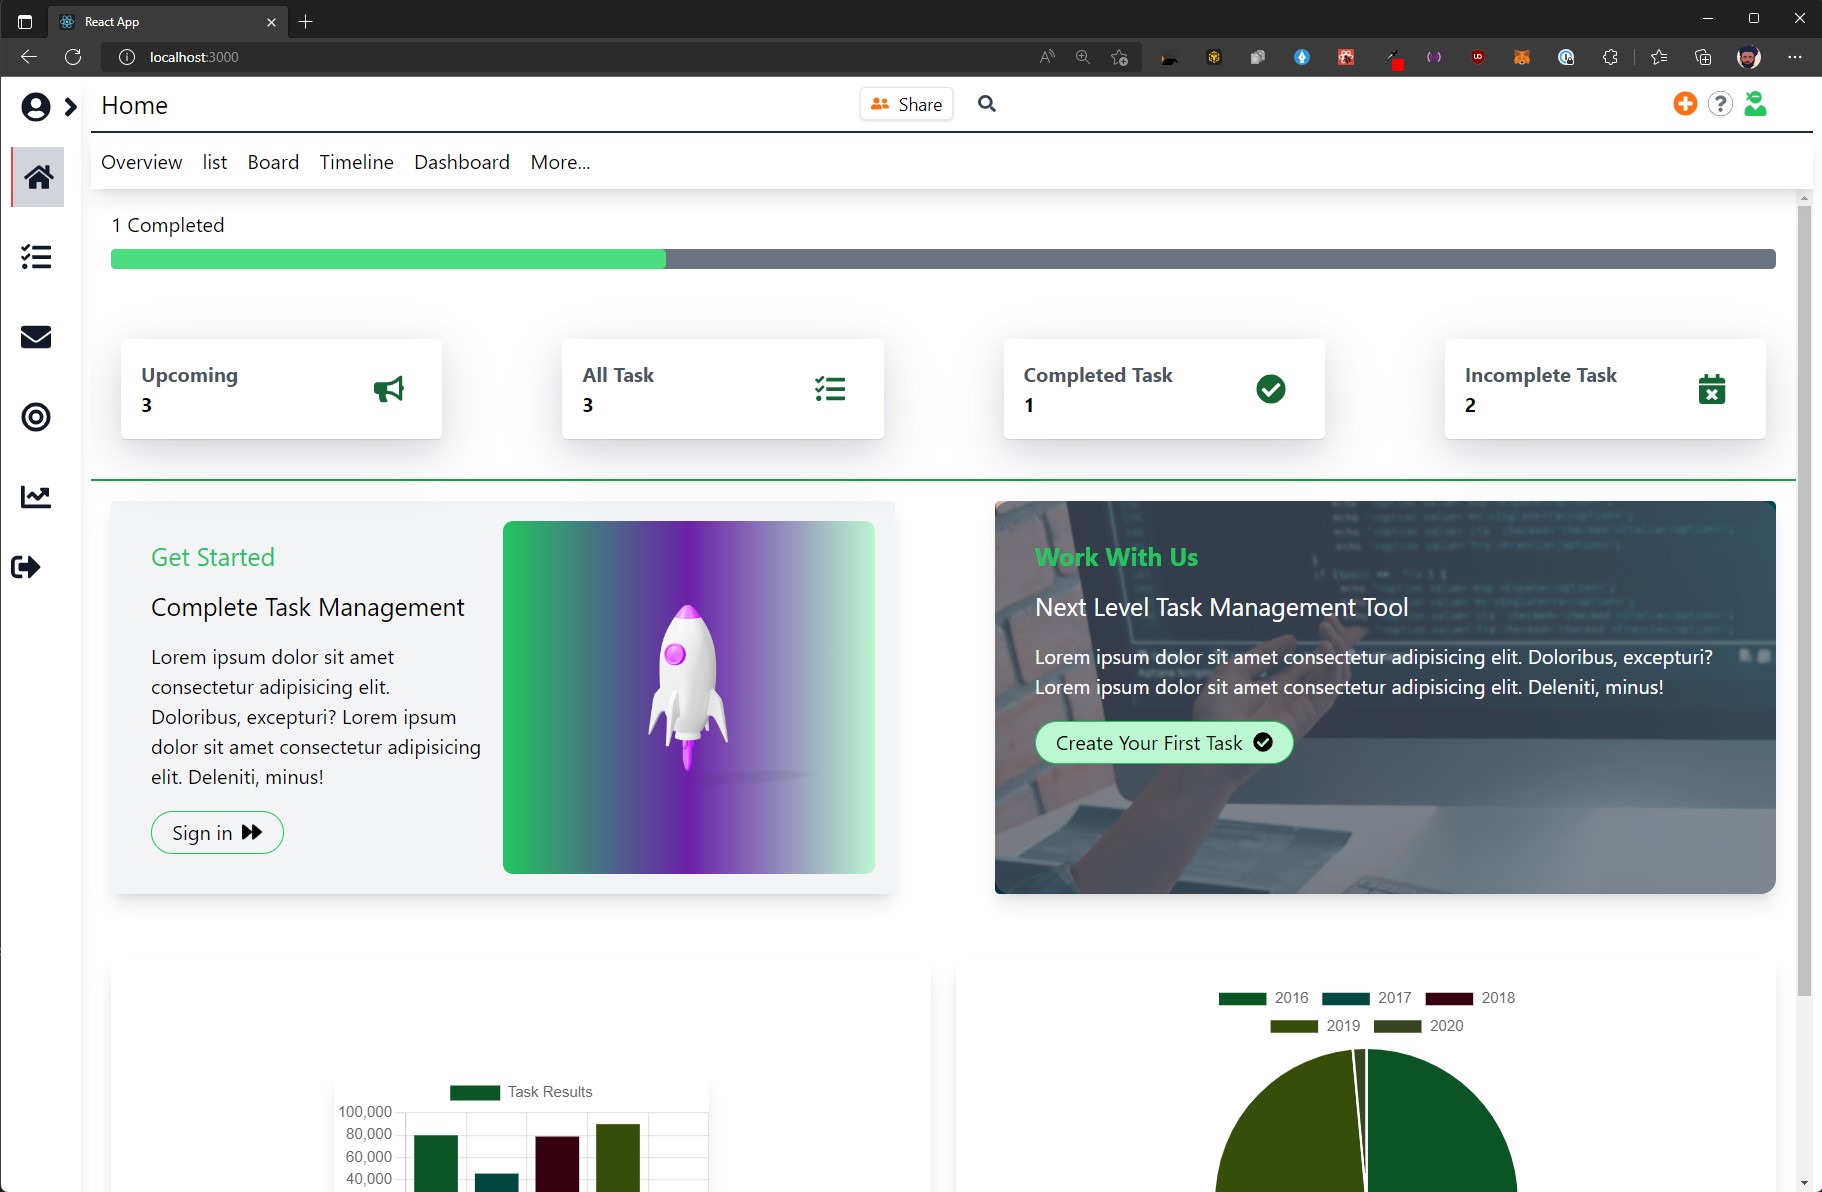 React App
localhost:3000
Home
Share
Overview list Board Timeline Dashboard More...
1 Completed
Upcoming
3
All Task
3
Completed Task
1
Incomplete Task
2
Get Started
Complete Task Management
Lorem ipsum dolor sit amet
consectetur adipisicing elit.
Doloribus, excepturi? Lorem ipsum
dolor sit amet consectetur adipisicing
elit. Deleniti, minus!
Sign in
Work With Us
Next Level Task Management Tool
Lorem ipsum dolor sit amet consectetur adipisicing elit. Doloribus, excepturi?
Lorem ipsum dolor sit amet consectetur adipisicing elit. Deleniti, minus!
Create Your First Task
Task Results
100,000
80,000
60,000
40,000
2016 2017 2018
2019 2020